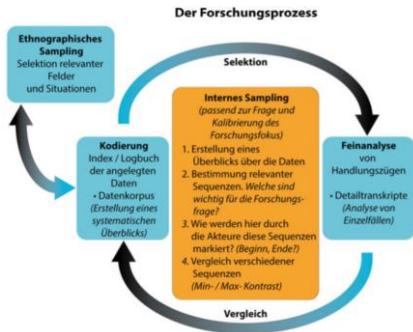 Der Forschungsprozess
Ethnographisches
Sampling
Selektion relevanter
Felder
und Situationen
Selektion
Internes Sampling
(passend zur Frage und
Kalibrierung des
Forschungsfokus)
1. Erstellung eines
Überblicks über die Daten
2. Bestimmung relevanter
Sequenzen. Welche sind
wichtig für die Forschungs-
frage?
3. Wie werden hier durch
die Akteure diese Sequenzen
markiert? (Beginn, Ende?)
4. Vergleich verschiedener
Sequenzen
(Min- / Max- Kontrast)
Kodierung
Index / Logbuch
der angelegten
Daten
• Datenkorpus
(Erstellung eines
systematischen
Überblicks)
Feinanalyse
von
Handlungszügen
• Detailtranskripte
(Analyse von
Einzelfällen)
Vergleich